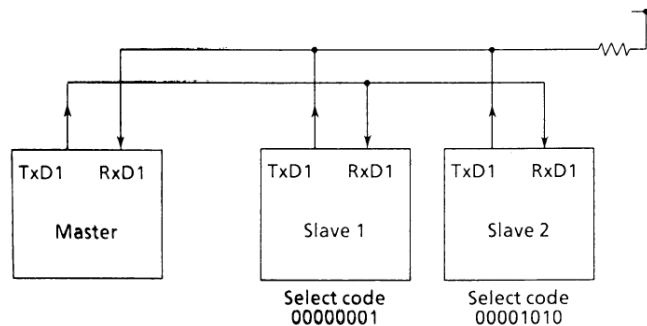 TxD1 RxD1
Master
TxD1 RxD1
Slave 1
Select code
00000001
TxD1 RxD1
Slave 2
Select code
00001010